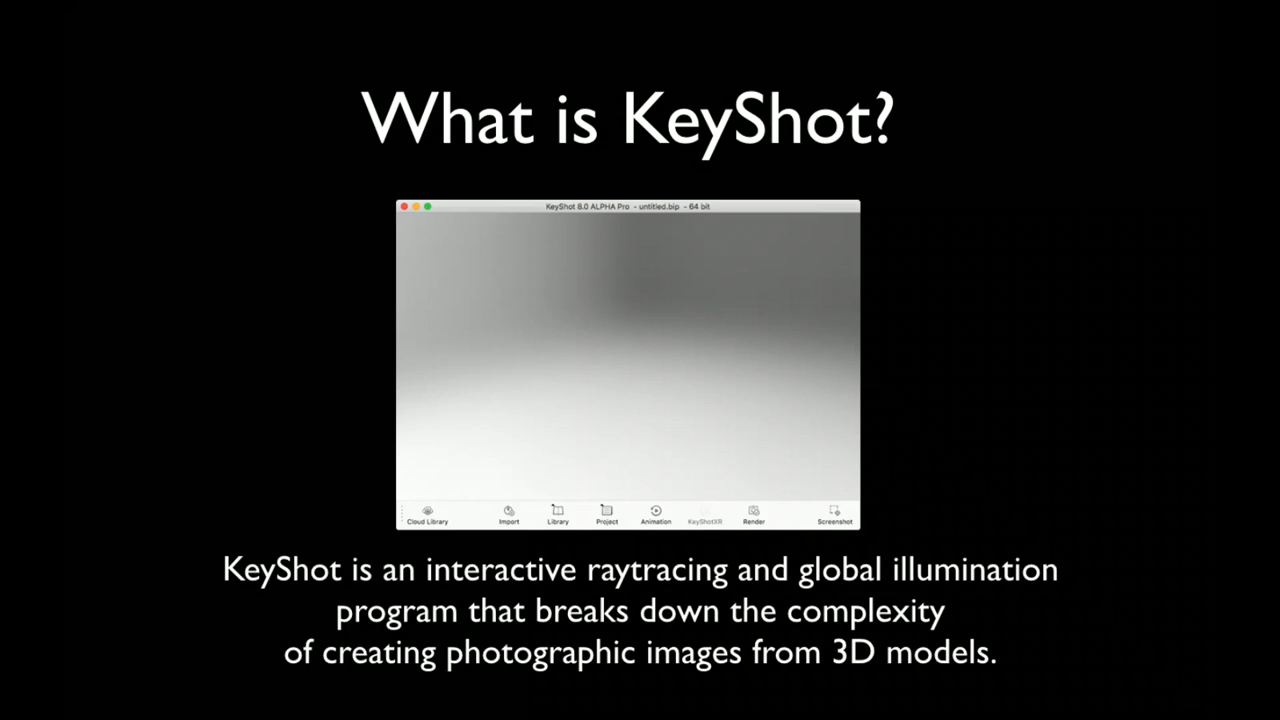 What is KeyShot?
KeyShot 8.0 ALPHA Pro - untitled.bip - 64 bit
Cloud Library Import Library Project Animation KeyShotXR Render Screenshot
KeyShot is an interactive raytracing and global illumination
program that breaks down the complexity
of creating photographic images from 3D models.